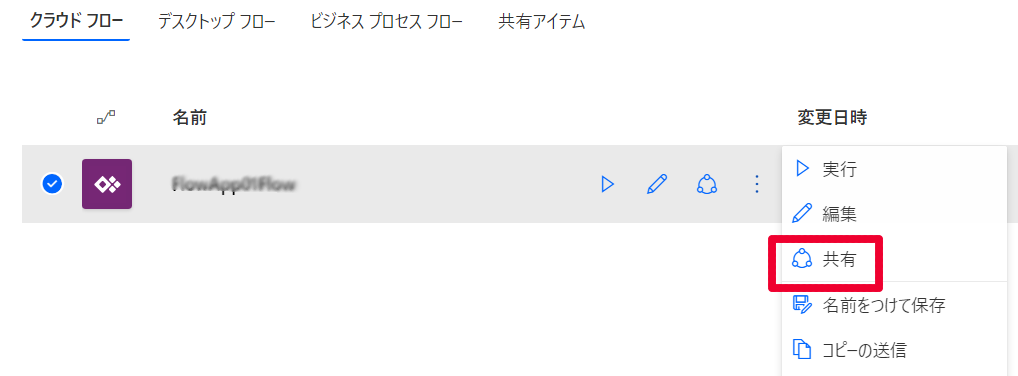 クラウド フロー
デスクトップ フロー
ビジネス プロセス フロー
共有アイテム
名前
変更日時
FlowApp01Flow
実行
編集
共有
名前をつけて保存
コピーの送信